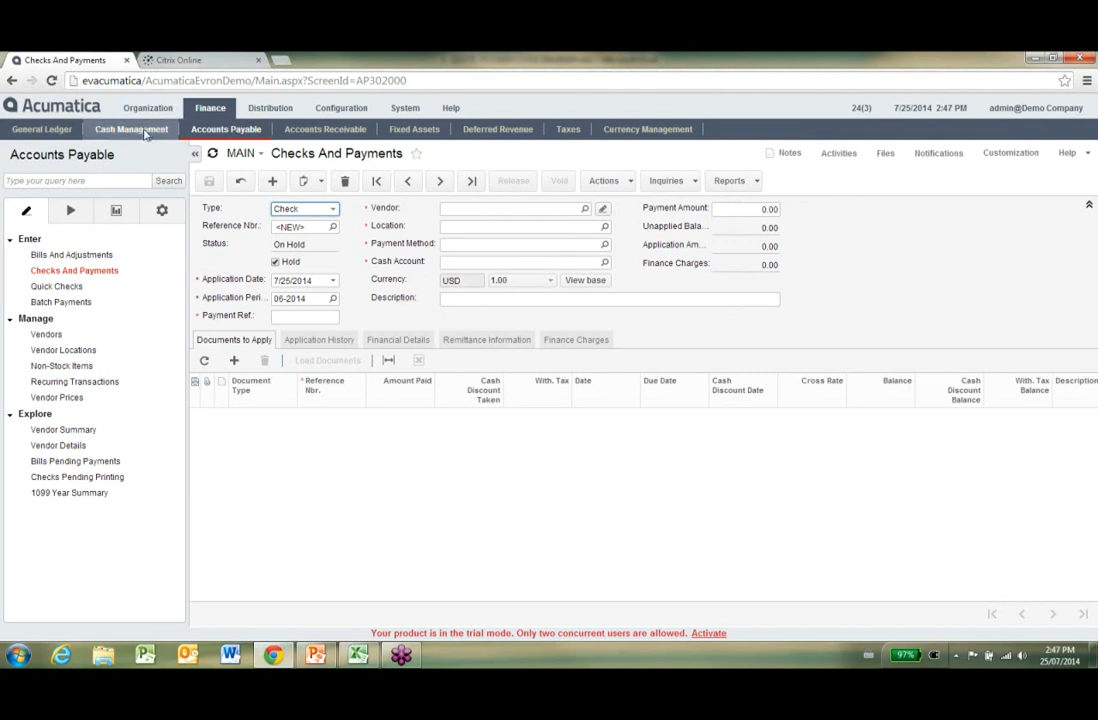 Checks And Payments
Citrix Online
evacumatica/AcumaticaEvronDemo/Main.aspx?ScreenId=AP302000
Acumatica
Organization
Finance
Distribution
Configuration
System
Help
24(3)
7/25/2014 2:47 PM
admin@Demo Company
General Ledger
Cash Management
Accounts Payable
Accounts Receivable
Fixed Assets
Deferred Revenue
Taxes
Currency Management
Accounts Payable
MAIN
Checks And Payments
Notes
Activities
Files
Notifications
Customization
Help
Type your query here
Search
Release
Void
Actions
Inquiries
Reports
Enter
Bills And Adjustments
Checks And Payments
Quick Checks
Batch Payments
Manage
Vendors
Vendor Locations
Non-Stock Items
Recurring Transactions
Vendor Prices
Explore
Vendor Summary
Vendor Details
Bills Pending Payments
Checks Pending Printing
1099 Year Summary
Type:
Check
Reference Nbr.:
<NEW>
Status:
On Hold
Hold
* Application Date:
7/25/2014
* Application Peri...
06-2014
* Payment Ref.:
* Vendor:
* Location:
* Payment Method:
* Cash Account:
Currency:
USD
1.00
View base
Description:
Payment Amount:
0.00
Unapplied Bala...
0.00
Application Am...
0.00
Finance Charges:
0.00
Documents to Apply
Application History
Financial Details
Remittance Information
Finance Charges
Load Documents
Document Type
* Reference Nbr.
Amount Paid
Cash Discount Taken
With. Tax
Date
Due Date
Cash Discount Date
Cross Rate
Balance
Cash Discount Balance
With. Tax Balance
Description
Your product is in the trial mode. Only two concurrent users are allowed. Activate
97%
2:47 PM
25/07/2014